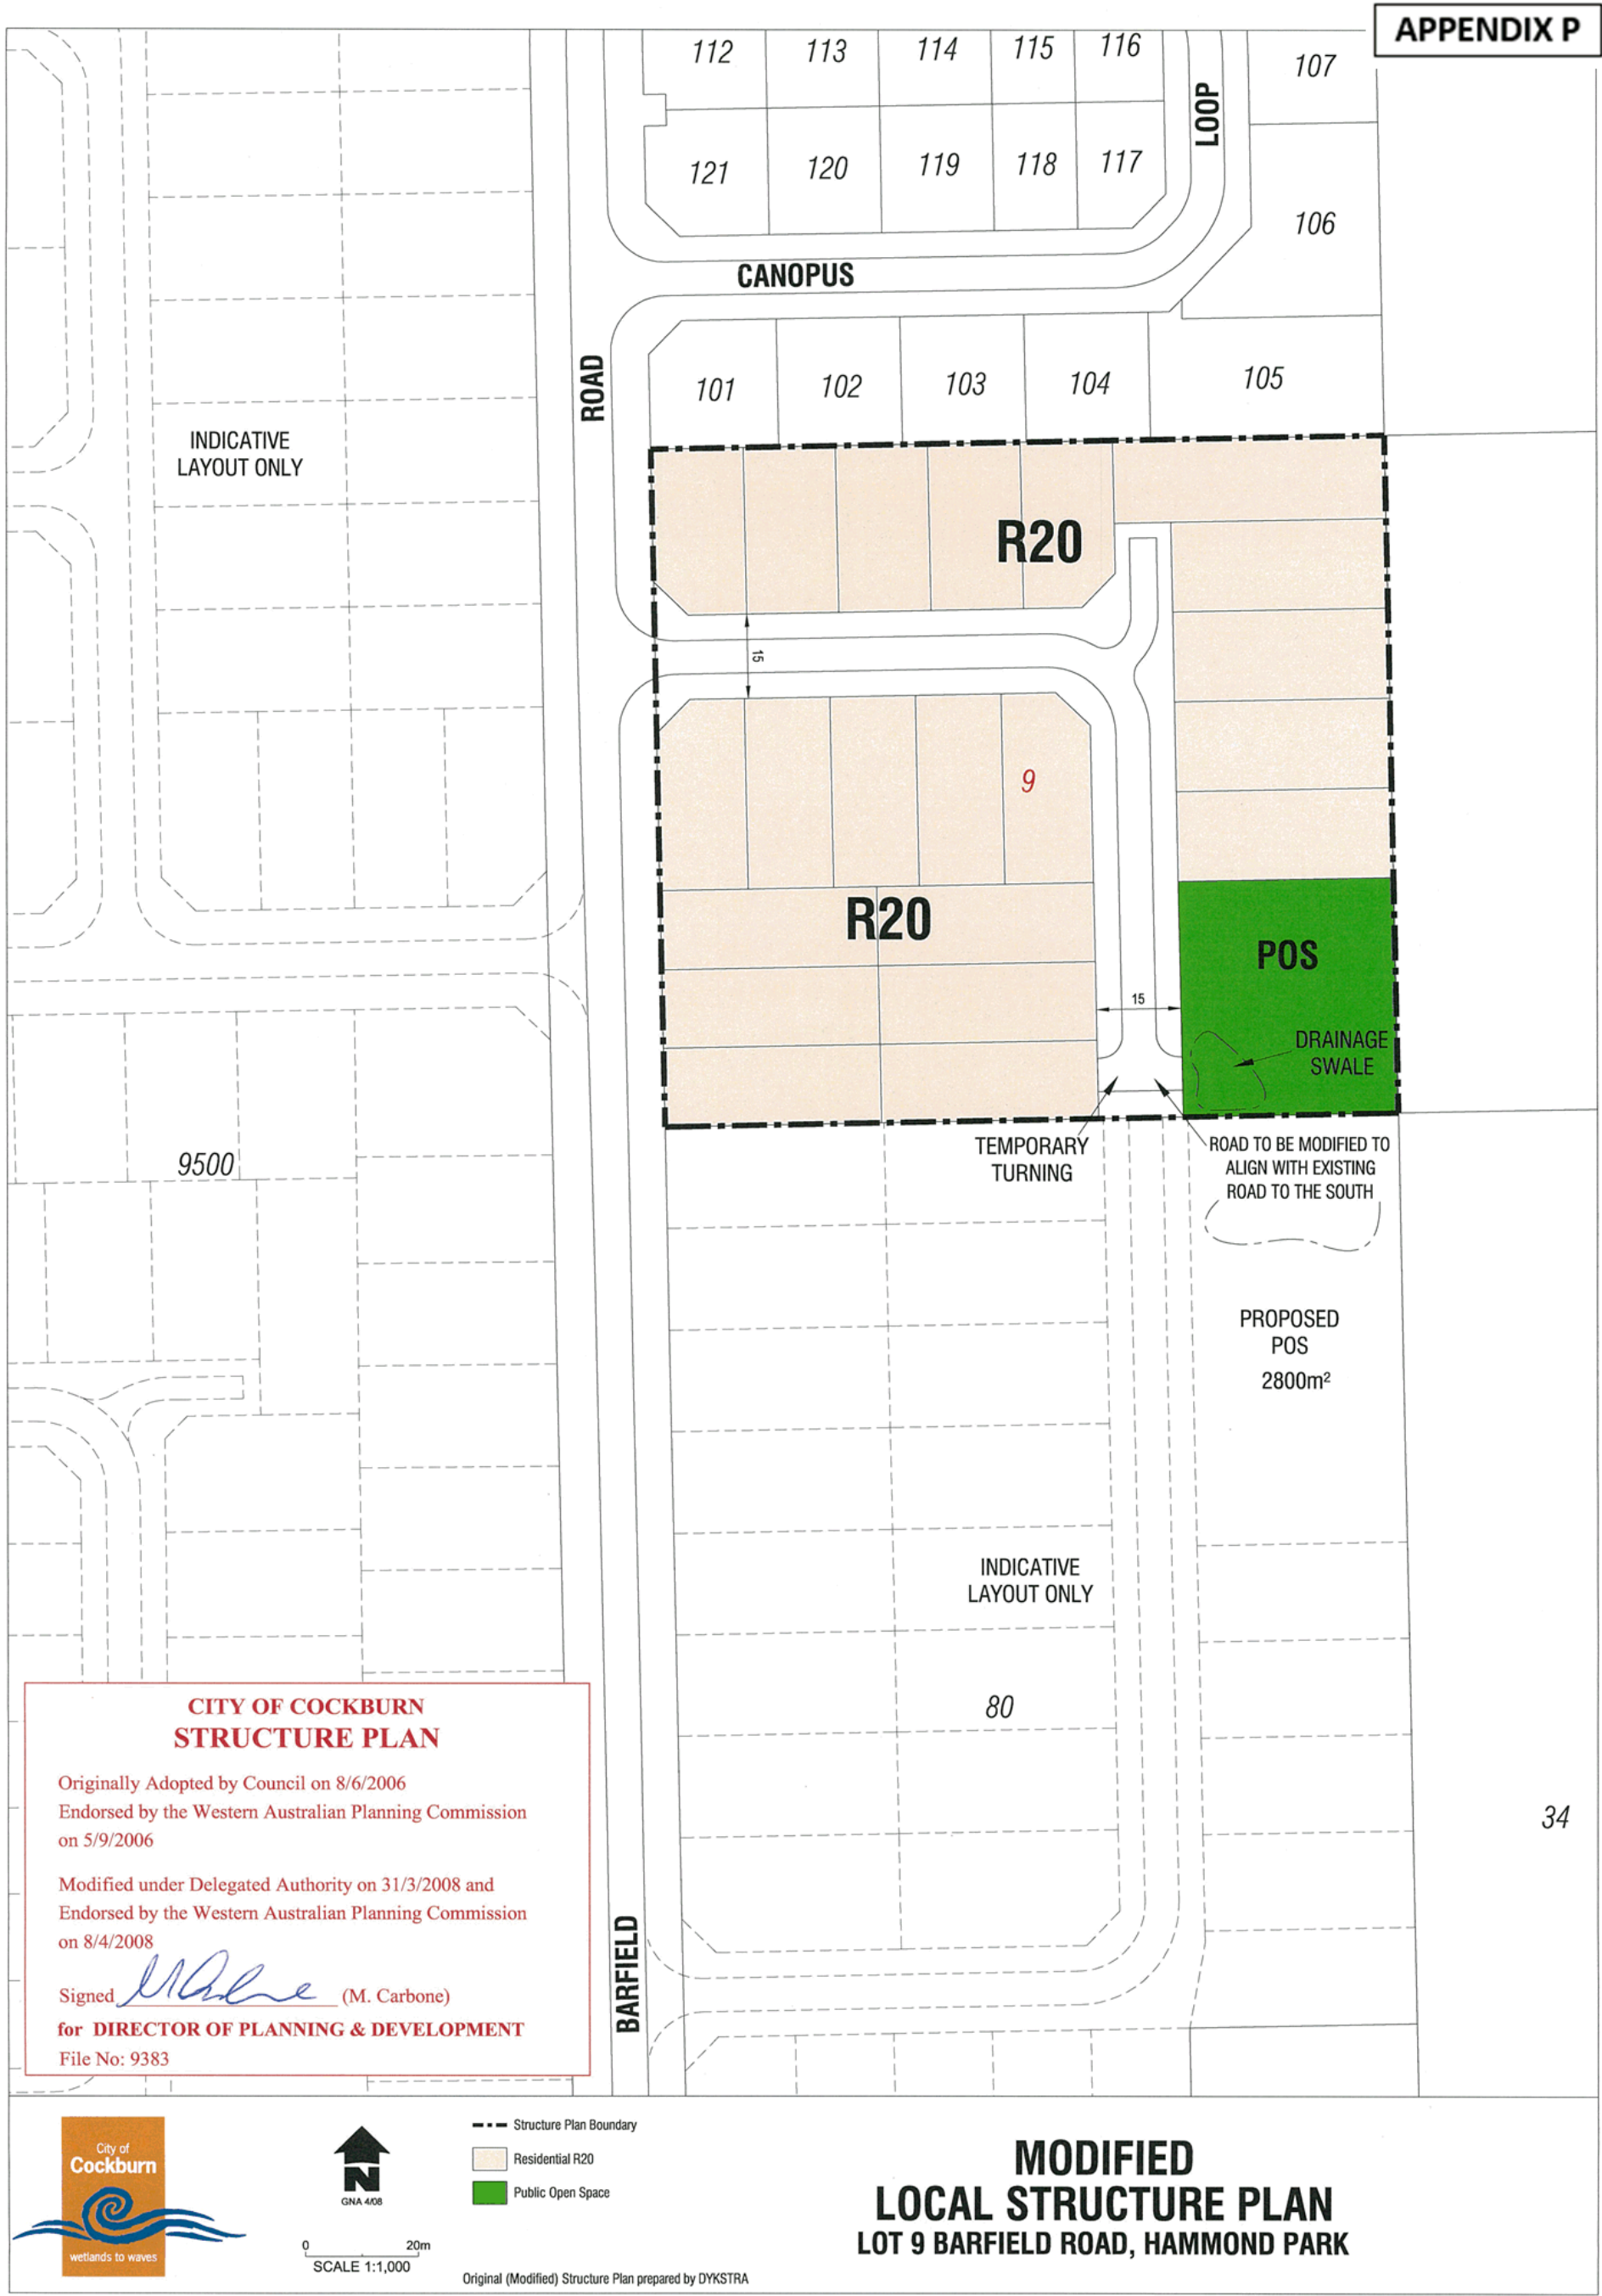 APPENDIX P
112
113
114
115
116
107
LOOP
121
120
119
118
117
106
CANOPUS
ROAD
101
102
103
104
105
INDICATIVE
LAYOUT ONLY
R20
15
9
R20
POS
15
DRAINAGE
SWALE
TEMPORARY
TURNING
ROAD TO BE MODIFIED TO
ALIGN WITH EXISTING
ROAD TO THE SOUTH
9500
PROPOSED
POS
2800m²
INDICATIVE
LAYOUT ONLY
80
34
BARFIELD
CITY OF COCKBURN
STRUCTURE PLAN
Originally Adopted by Council on 8/6/2006
Endorsed by the Western Australian Planning Commission
on 5/9/2006
Modified under Delegated Authority on 31/3/2008 and
Endorsed by the Western Australian Planning Commission
on 8/4/2008
Signed (M. Carbone)
for DIRECTOR OF PLANNING & DEVELOPMENT
File No: 9383
City of
Cockburn
wetlands to waves
N
GNA 4/08
0 20m
SCALE 1:1,000
Structure Plan Boundary
Residential R20
Public Open Space
Original (Modified) Structure Plan prepared by DYKSTRA
MODIFIED
LOCAL STRUCTURE PLAN
LOT 9 BARFIELD ROAD, HAMMOND PARK